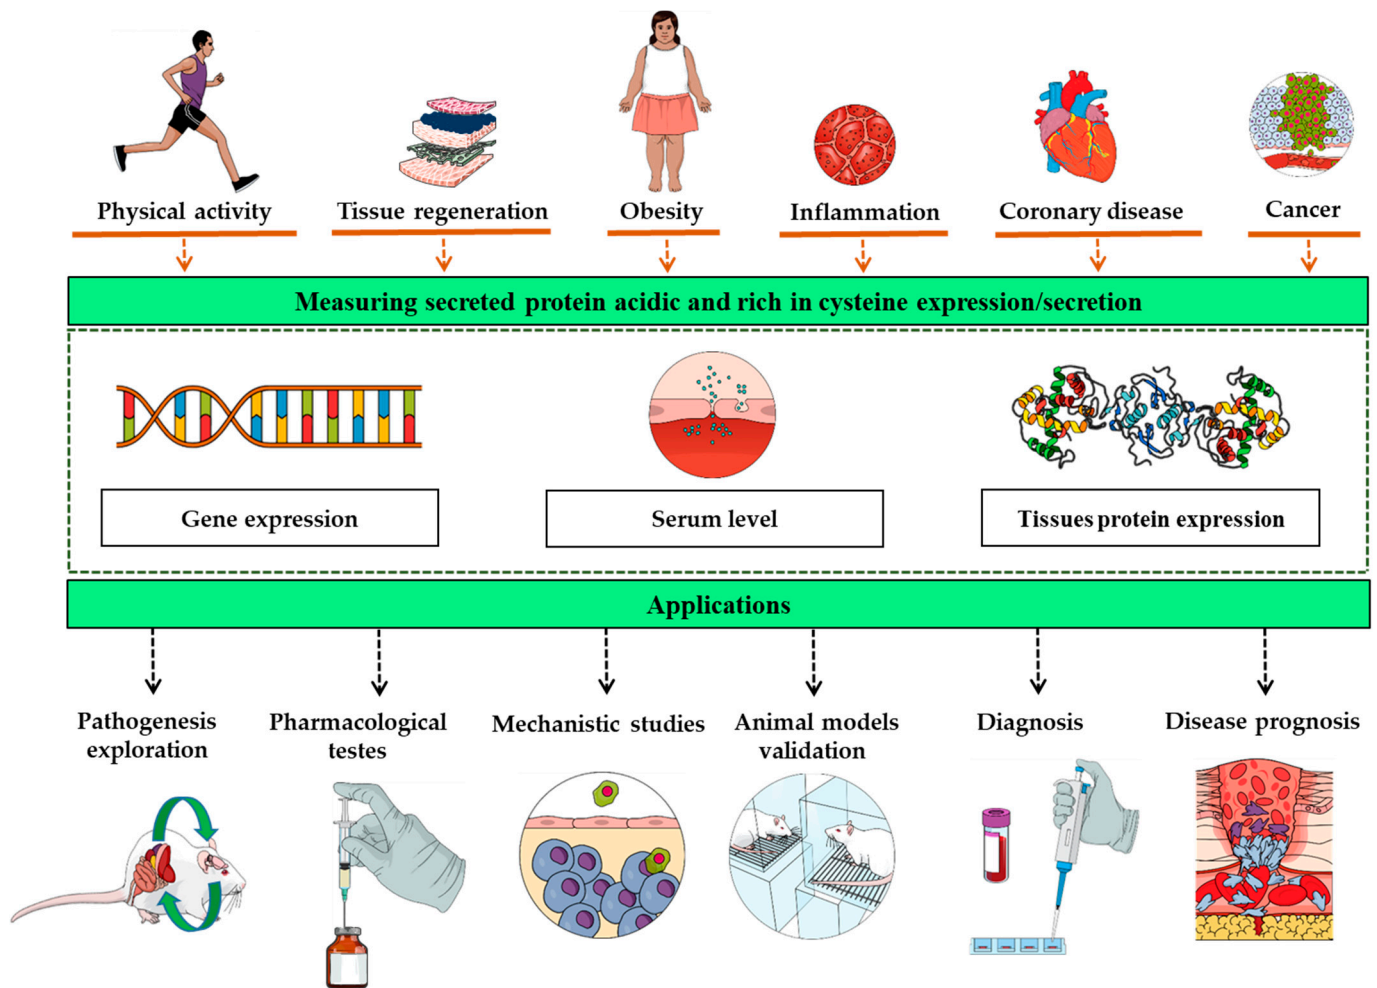 Physical activity
Tissue regeneration
Obesity
Inflammation
Coronary disease
Cancer
Measuring secreted protein acidic and rich in cysteine expression/secretion
Gene expression
Serum level
Tissues protein expression
Applications
Pathogenesis
exploration
Pharmacological
testes
Mechanistic studies
Animal models
validation
Diagnosis
Disease prognosis